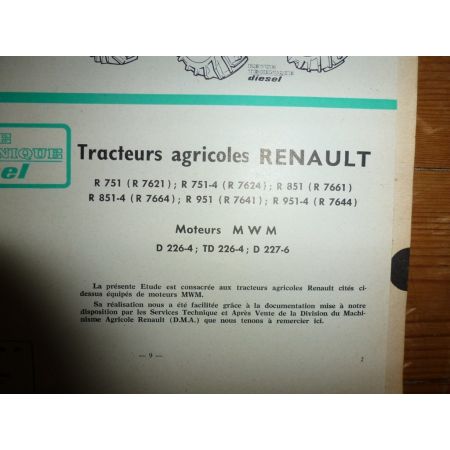 REVUE
TECHNIQUE
diesel
E
NIQUE
el
Tracteurs agricoles RENAULT
R 751 (R 7621) ; R 751-4 (R 7624) ; R 851 (R 7661)
R 851-4 (R 7664) ; R 951 (R 7641) ; R 951-4 (R 7644)
Moteurs MWM
D 226-4 ; TD 226-4 ; D 227-6
La présente Etude est consacrée aux tracteurs agricoles Renault cités ci-
dessus équipés de moteurs MWM.
Sa réalisation nous a été facilitée grâce à la documentation mise à notre
disposition par les Services Technique et Après Vente de la Division du Machi-
nisme Agricole Renault (D.M.A.) que nous tenons à remercier ici.
— 9 —
2